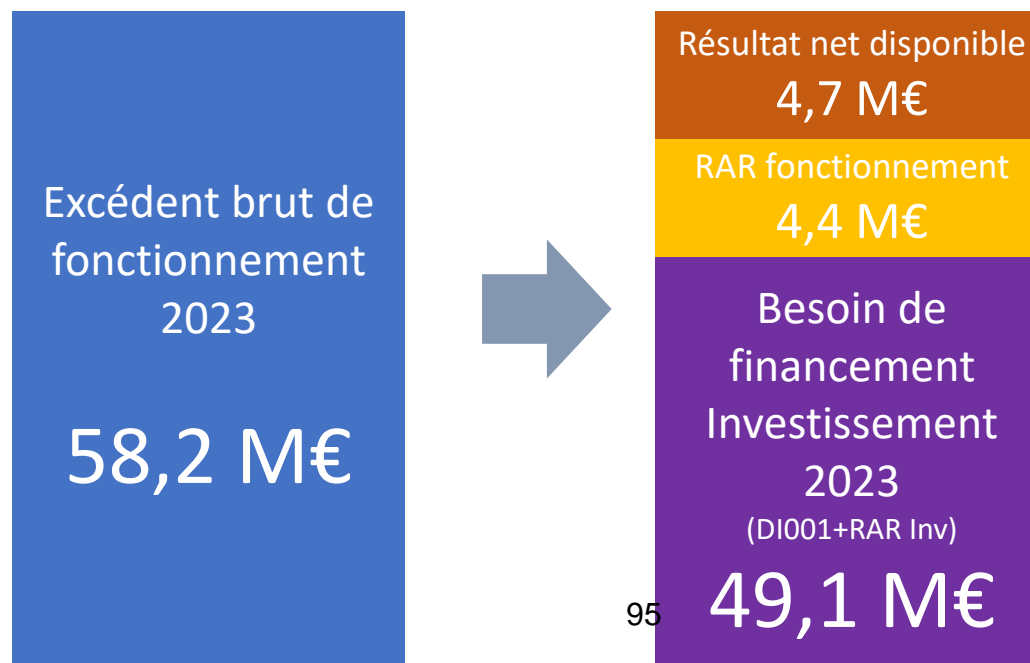 Excédent brut de
fonctionnement
2023
58,2 M€
Résultat net disponible
4,7 M€
RAR fonctionnement
4,4 M€
Besoin de
financement
Investissement
2023
(DI001+RAR Inv)
49,1 M€
95